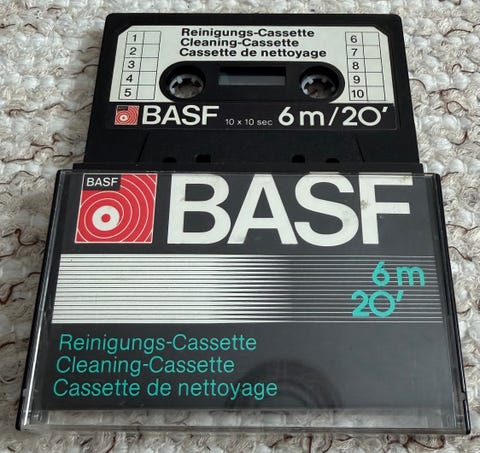 Reinigungs-Cassette
Cleaning-Cassette
Cassette de nettoyage
1 6
2 7
3 8
4 9
5 10
BASF 10 x 10 sec 6 m/20'
BASF
BASF
6 m
20'
Reinigungs-Cassette
Cleaning-Cassette
Cassette de nettoyage